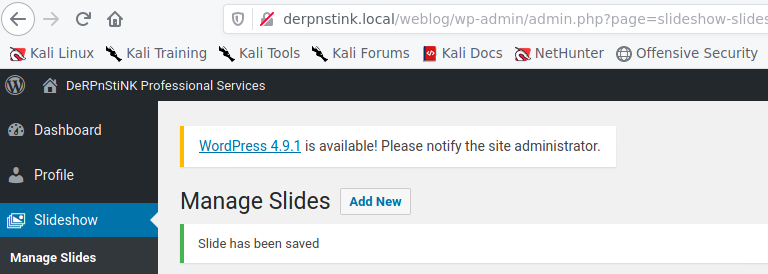 derpnstink.local/weblog/wp-admin/admin.php?page=slideshow-slides
Kali Linux Kali Training Kali Tools Kali Forums Kali Docs NetHunter Offensive Security
DeRPnStiNK Professional Services
Dashboard
WordPress 4.9.1 is available! Please notify the site administrator.
Profile
Manage Slides Add New
Slideshow
Slide has been saved
Manage Slides